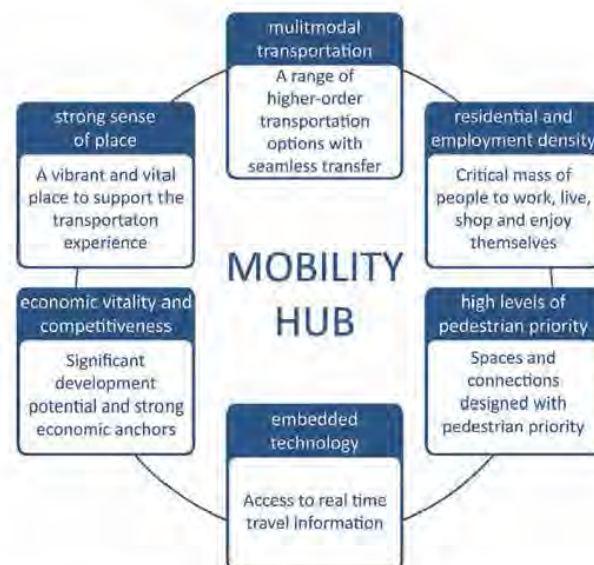 mulitmodal
transportation
A range of
higher-order
transportation
options with
seamless transfer
strong sense
of place
A vibrant and vital
place to support the
transportaton
experience
residential and
employment density
Critical mass of
people to work, live,
shop and enjoy
themselves
MOBILITY
HUB
economic vitality and
competitiveness
Significant
development
potential and strong
economic anchors
high levels of
pedestrian priority
Spaces and
connections
designed with
pedestrian priority
embedded
technology
Access to real time
travel information